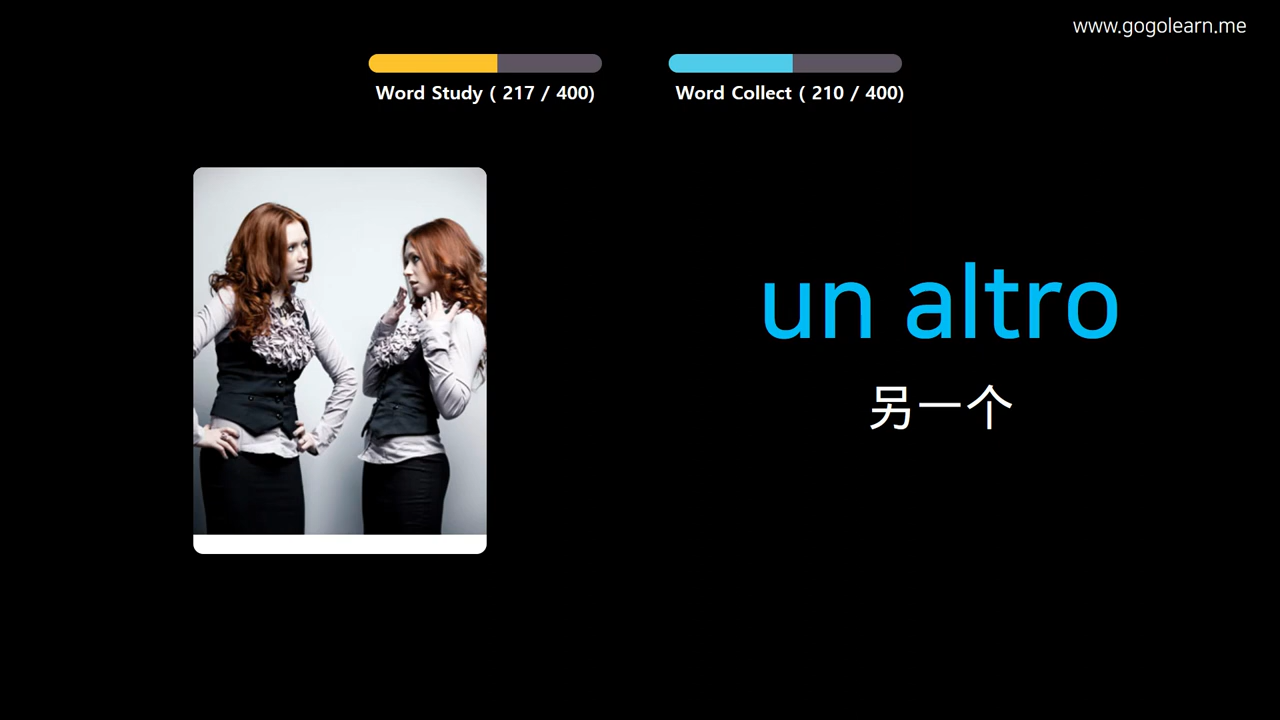 www.gogolearn.me
Word Study ( 217 / 400)
Word Collect ( 210 / 400)
un altro
另一个